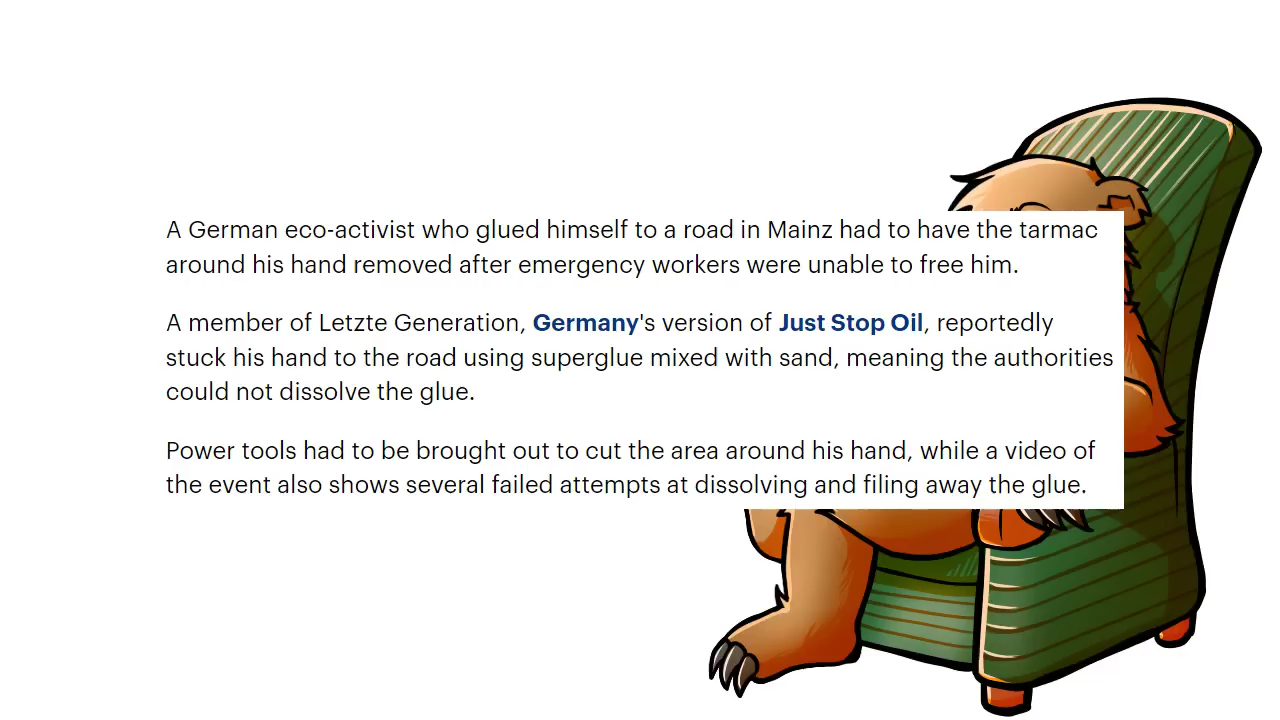 A German eco-activist who glued himself to a road in Mainz had to have the tarmac
around his hand removed after emergency workers were unable to free him.
A member of Letzte Generation, Germany's version of Just Stop Oil, reportedly
stuck his hand to the road using superglue mixed with sand, meaning the authorities
could not dissolve the glue.
Power tools had to be brought out to cut the area around his hand, while a video of
the event also shows several failed attempts at dissolving and filing away the glue.